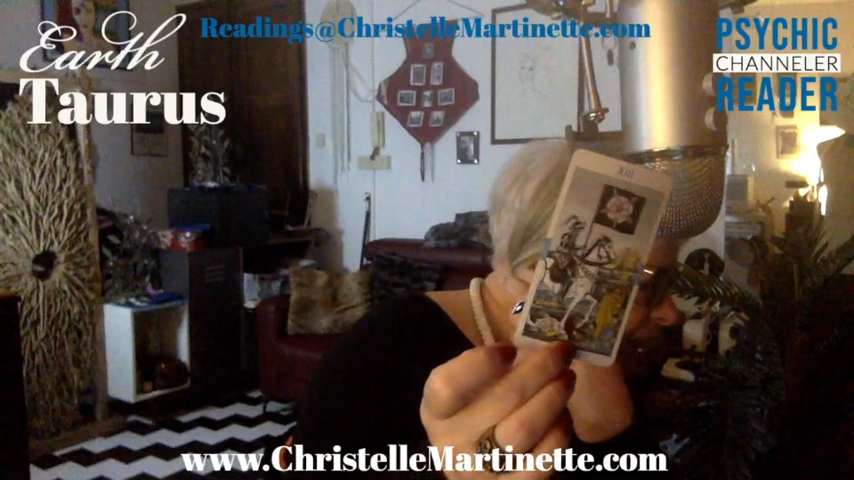 Earth
Taurus
Readings@ChristelleMartinette.com
PSYCHIC
CHANNELER
READER
XIII
www.ChristelleMartinette.com